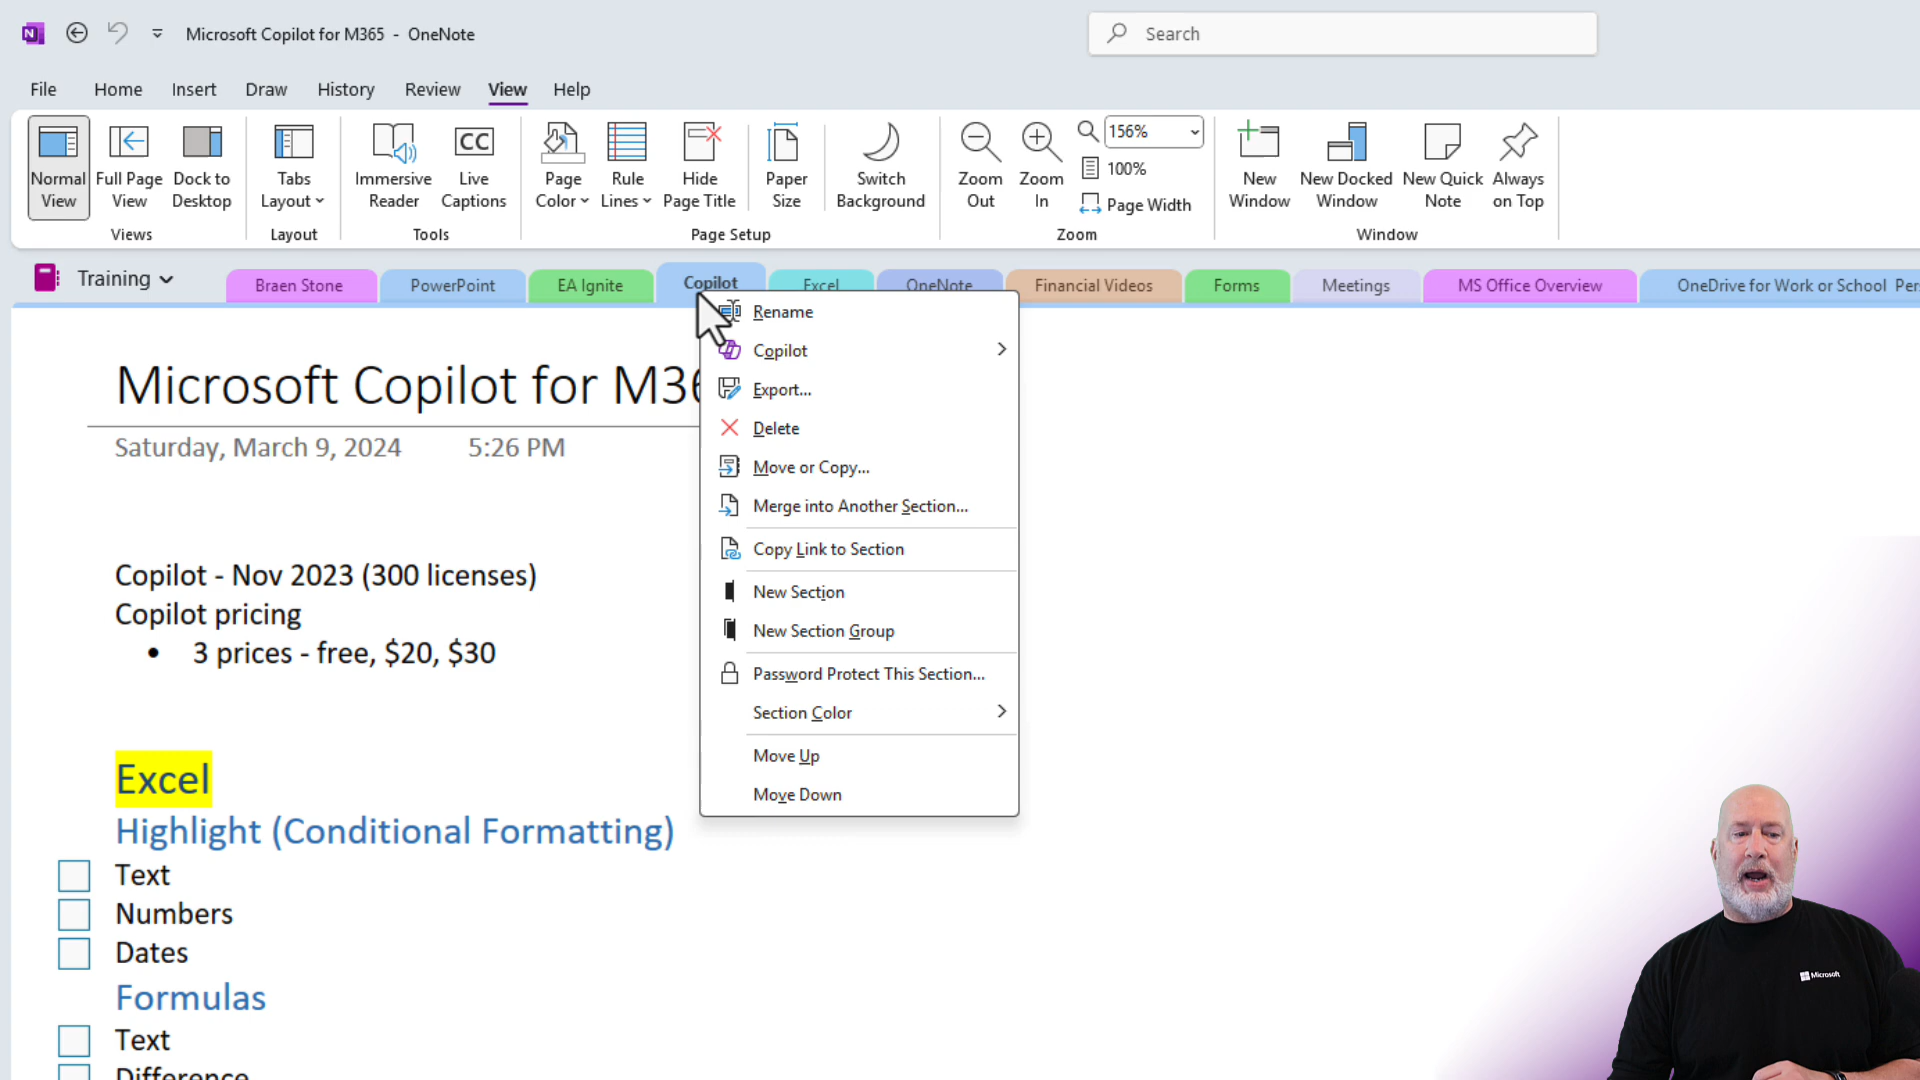 Microsoft Copilot for M365 - OneNote
Search
File Home Insert Draw History Review View Help
Normal View
Full Page View
Dock to Desktop
Tabs Layout
Immersive Reader
CC
Live Captions
Page Color
Rule Lines
Hide Page Title
Paper Size
Switch Background
Zoom Out
Zoom In
156%
100%
Page Width
New Window
New Docked Window
New Quick Note
Always on Top
Views Layout Tools Page Setup Zoom Window
Training Braen Stone PowerPoint EA Ignite Copilot Excel OneNote Financial Videos Forms Meetings MS Office Overview OneDrive for Work or School Pers
Rename
Copilot
Export...
Delete
Move or Copy...
Merge into Another Section...
Copy Link to Section
New Section
New Section Group
Password Protect This Section...
Section Color
Move Up
Move Down
Microsoft Copilot for M36
Saturday, March 9, 2024 5:26 PM
Copilot - Nov 2023 (300 licenses)
Copilot pricing
• 3 prices - free, $20, $30
Excel
Highlight (Conditional Formatting)
Text
Numbers
Dates
Formulas
Text
Difference
Microsoft